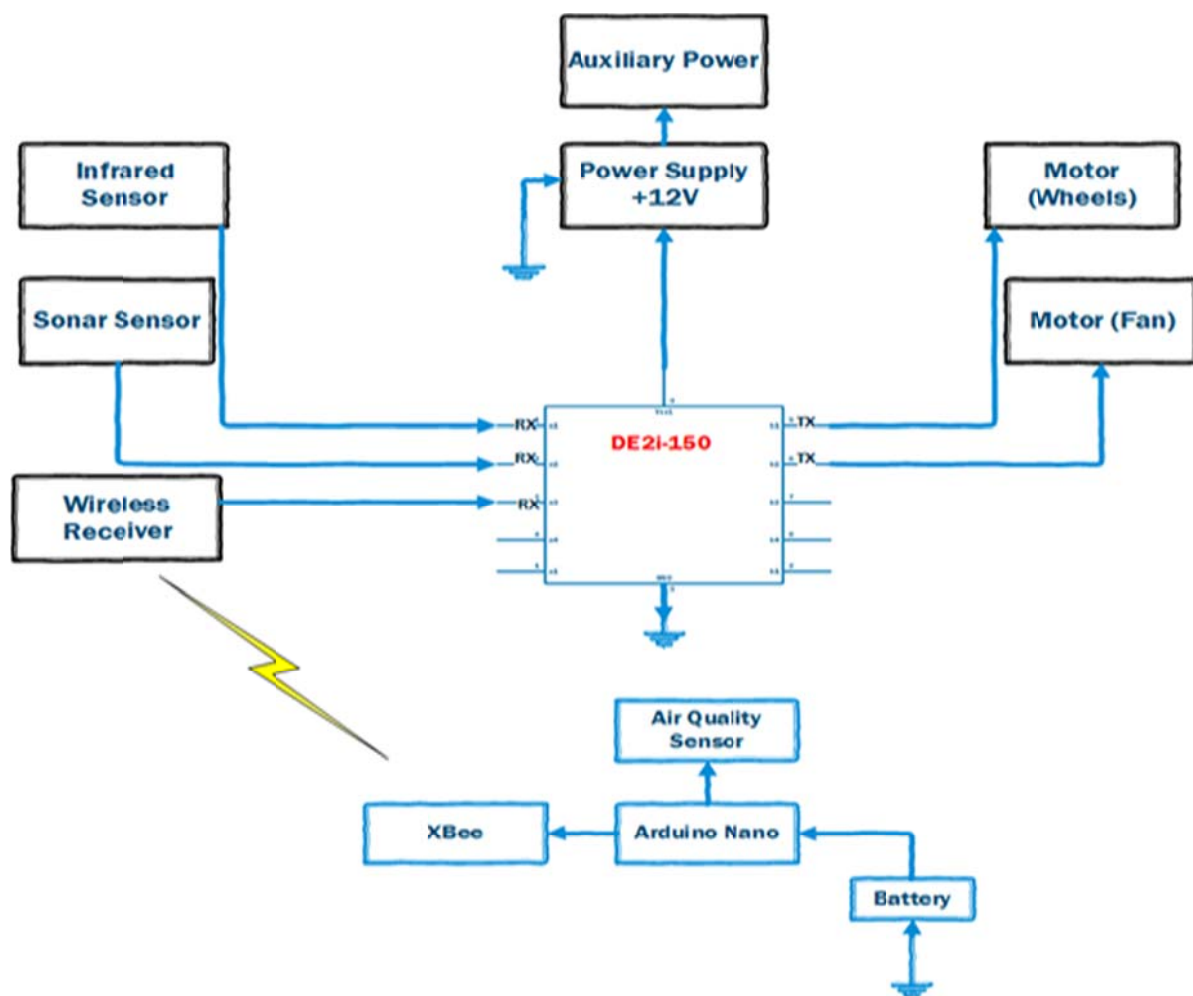 Auxiliary Power
Infrared
Sensor
Power Supply
+12V
Motor
(Wheels)
Sonar Sensor
Motor (Fan)
RX
TX
DE2i-150
RX
TX
Wireless
Receiver
RX
Air Quality
Sensor
XBee
Arduino Nano
Battery